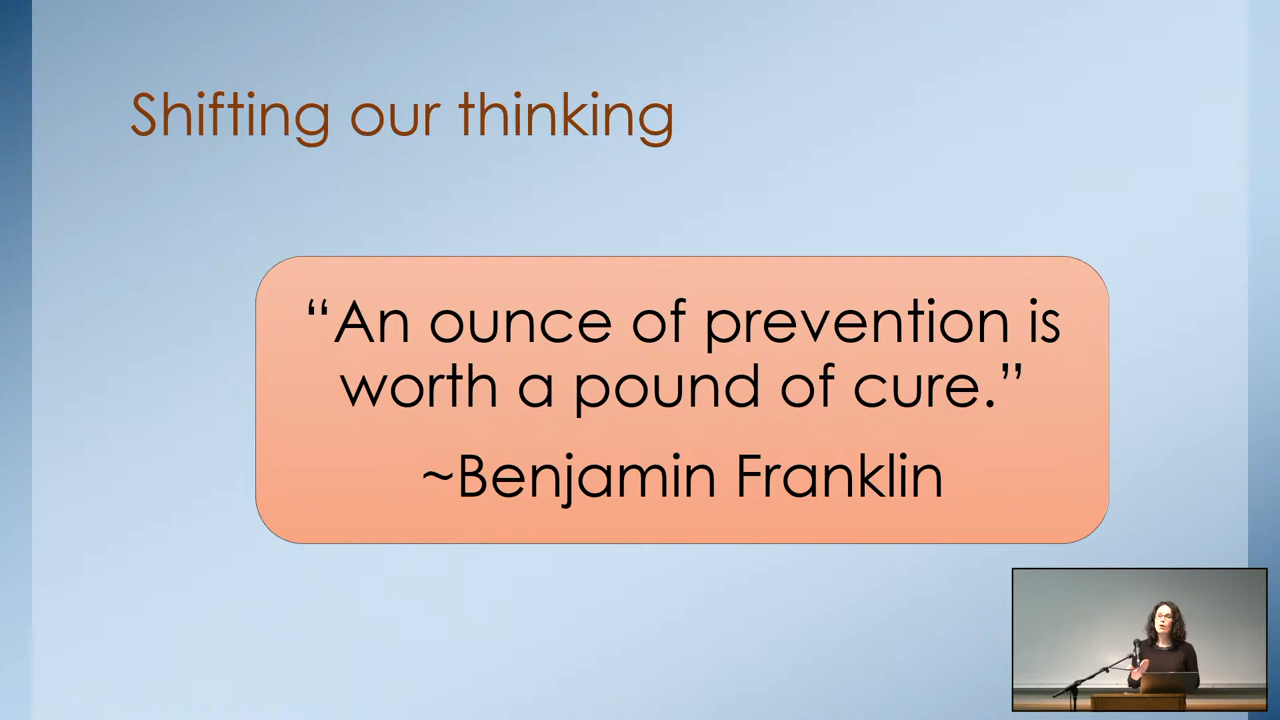 Shifting our thinking
“An ounce of prevention is
worth a pound of cure.”
~Benjamin Franklin